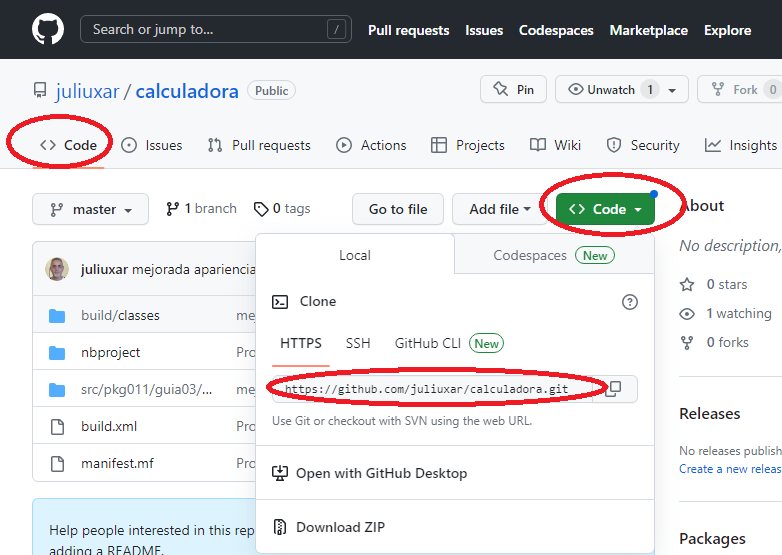 Search or jump to... /
Pull requests Issues Codespaces Marketplace Explore
juliuxar / calculadora Public
Pin Unwatch 1 Fork 0
Code Issues Pull requests Actions Projects Wiki Security Insights
master 1 branch 0 tags Go to file Add file Code
About
No description,
Local Codespaces New
juliuxar mejorada apariencia
0 stars
Clone ?
1 watching
build/classes me
0 forks
HTTPS SSH GitHub CLI New
nbproject Pro
src/pkg011/guia03/... me
https://github.com/juliuxar/calculadora.git
Use Git or checkout with SVN using the web URL.
Releases
build.xml Pro
No releases publish
manifest.mf Pro
Create a new releas
Open with GitHub Desktop
Download ZIP
Help people interested in this rep
adding a README.
Packages